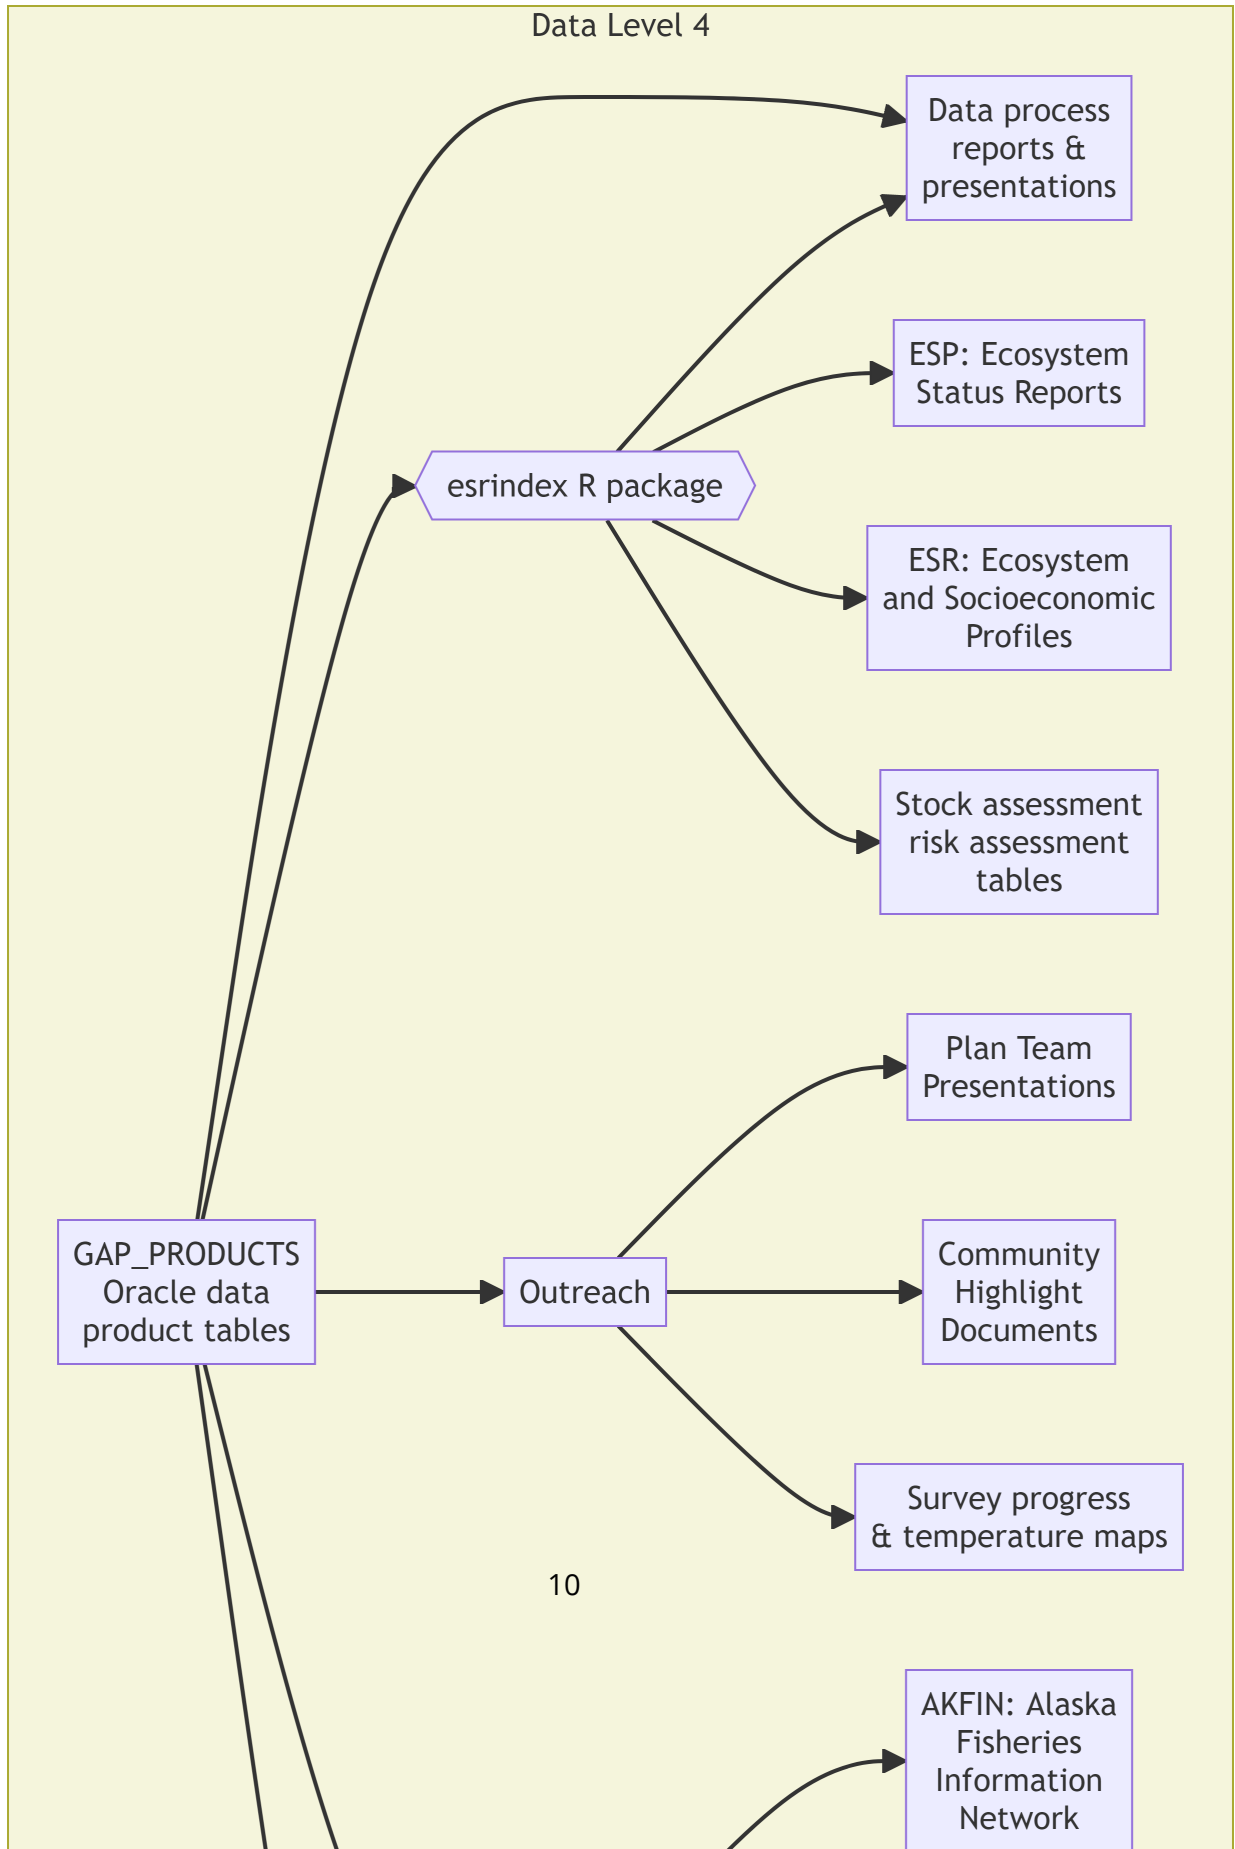 Data Level 4
Data process
reports &
presentations
ESP: Ecosystem
Status Reports
esrindex R package
ESR: Ecosystem
and Socioeconomic
Profiles
Stock assessment
risk assessment
tables
Plan Team
Presentations
GAP_PRODUCTS
Oracle data
product tables
Outreach
Community
Highlight
Documents
Survey progress
& temperature maps
10
AKFIN: Alaska
Fisheries
Information
Network